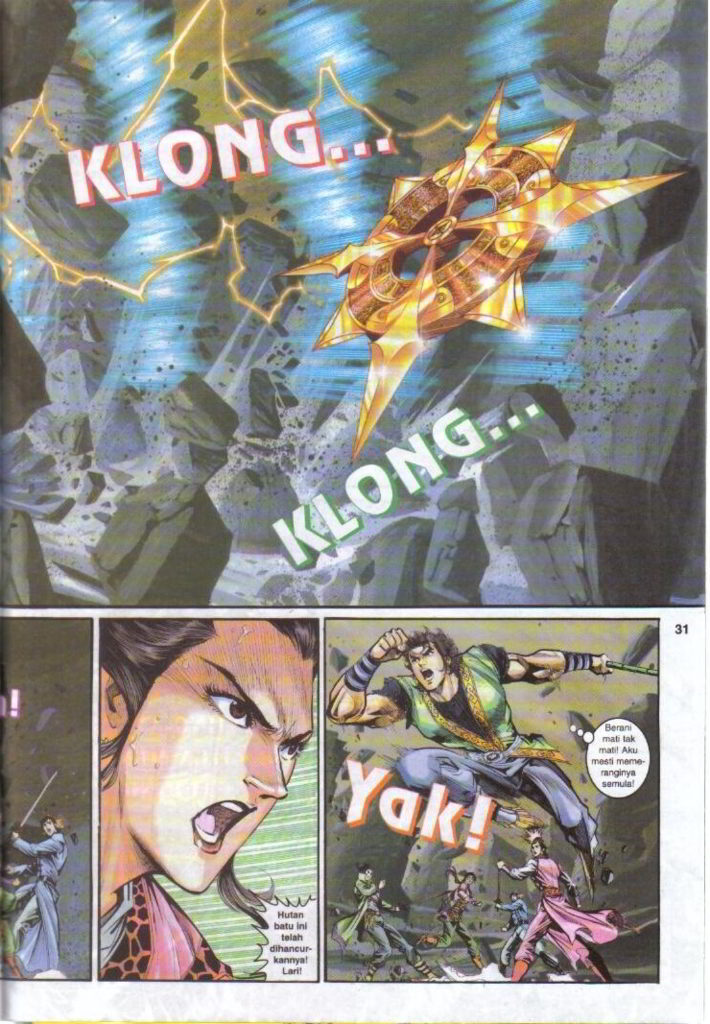 KLONG...
KLONG...
31
!
Hutan
batu ini
telah
dihancur-
kannya!
Lari!
Yak!
Berani
mati tak
mati! Aku
mesti meme-
ranginya
semula!